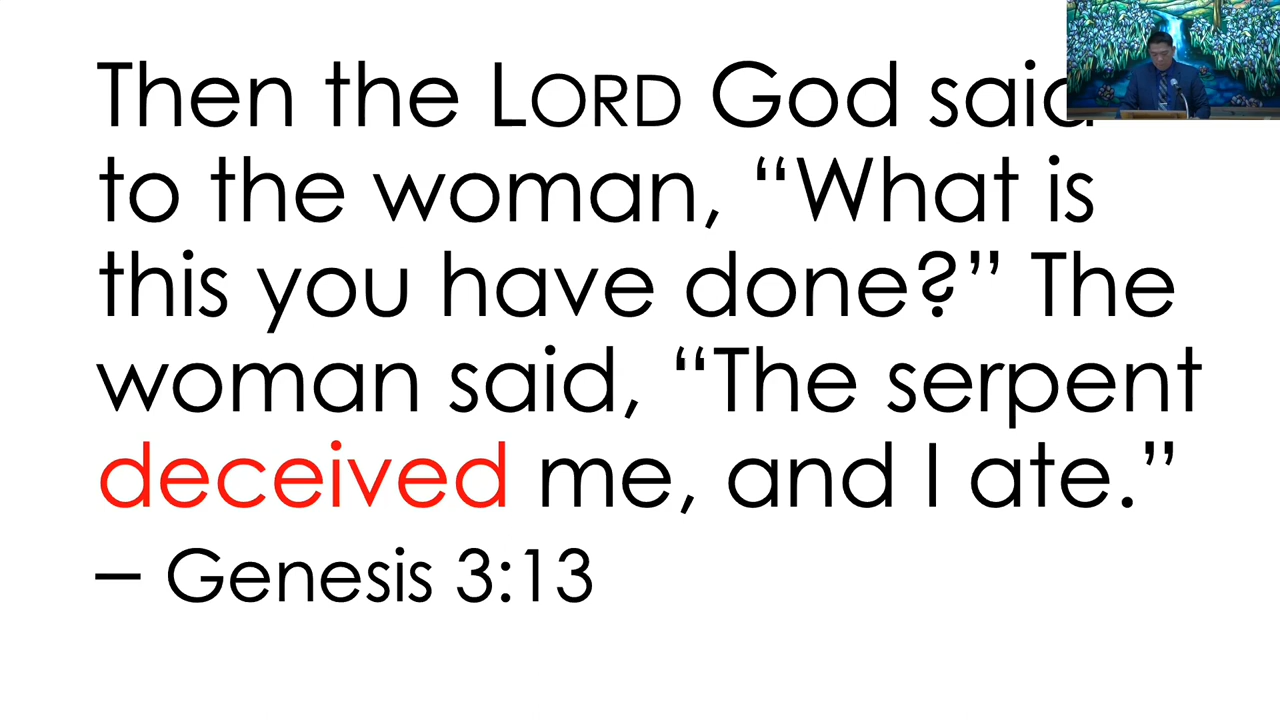 Then the LORD God said
to the woman, “What is
this you have done?” The
woman said, “The serpent
deceived me, and I ate.”
– Genesis 3:13